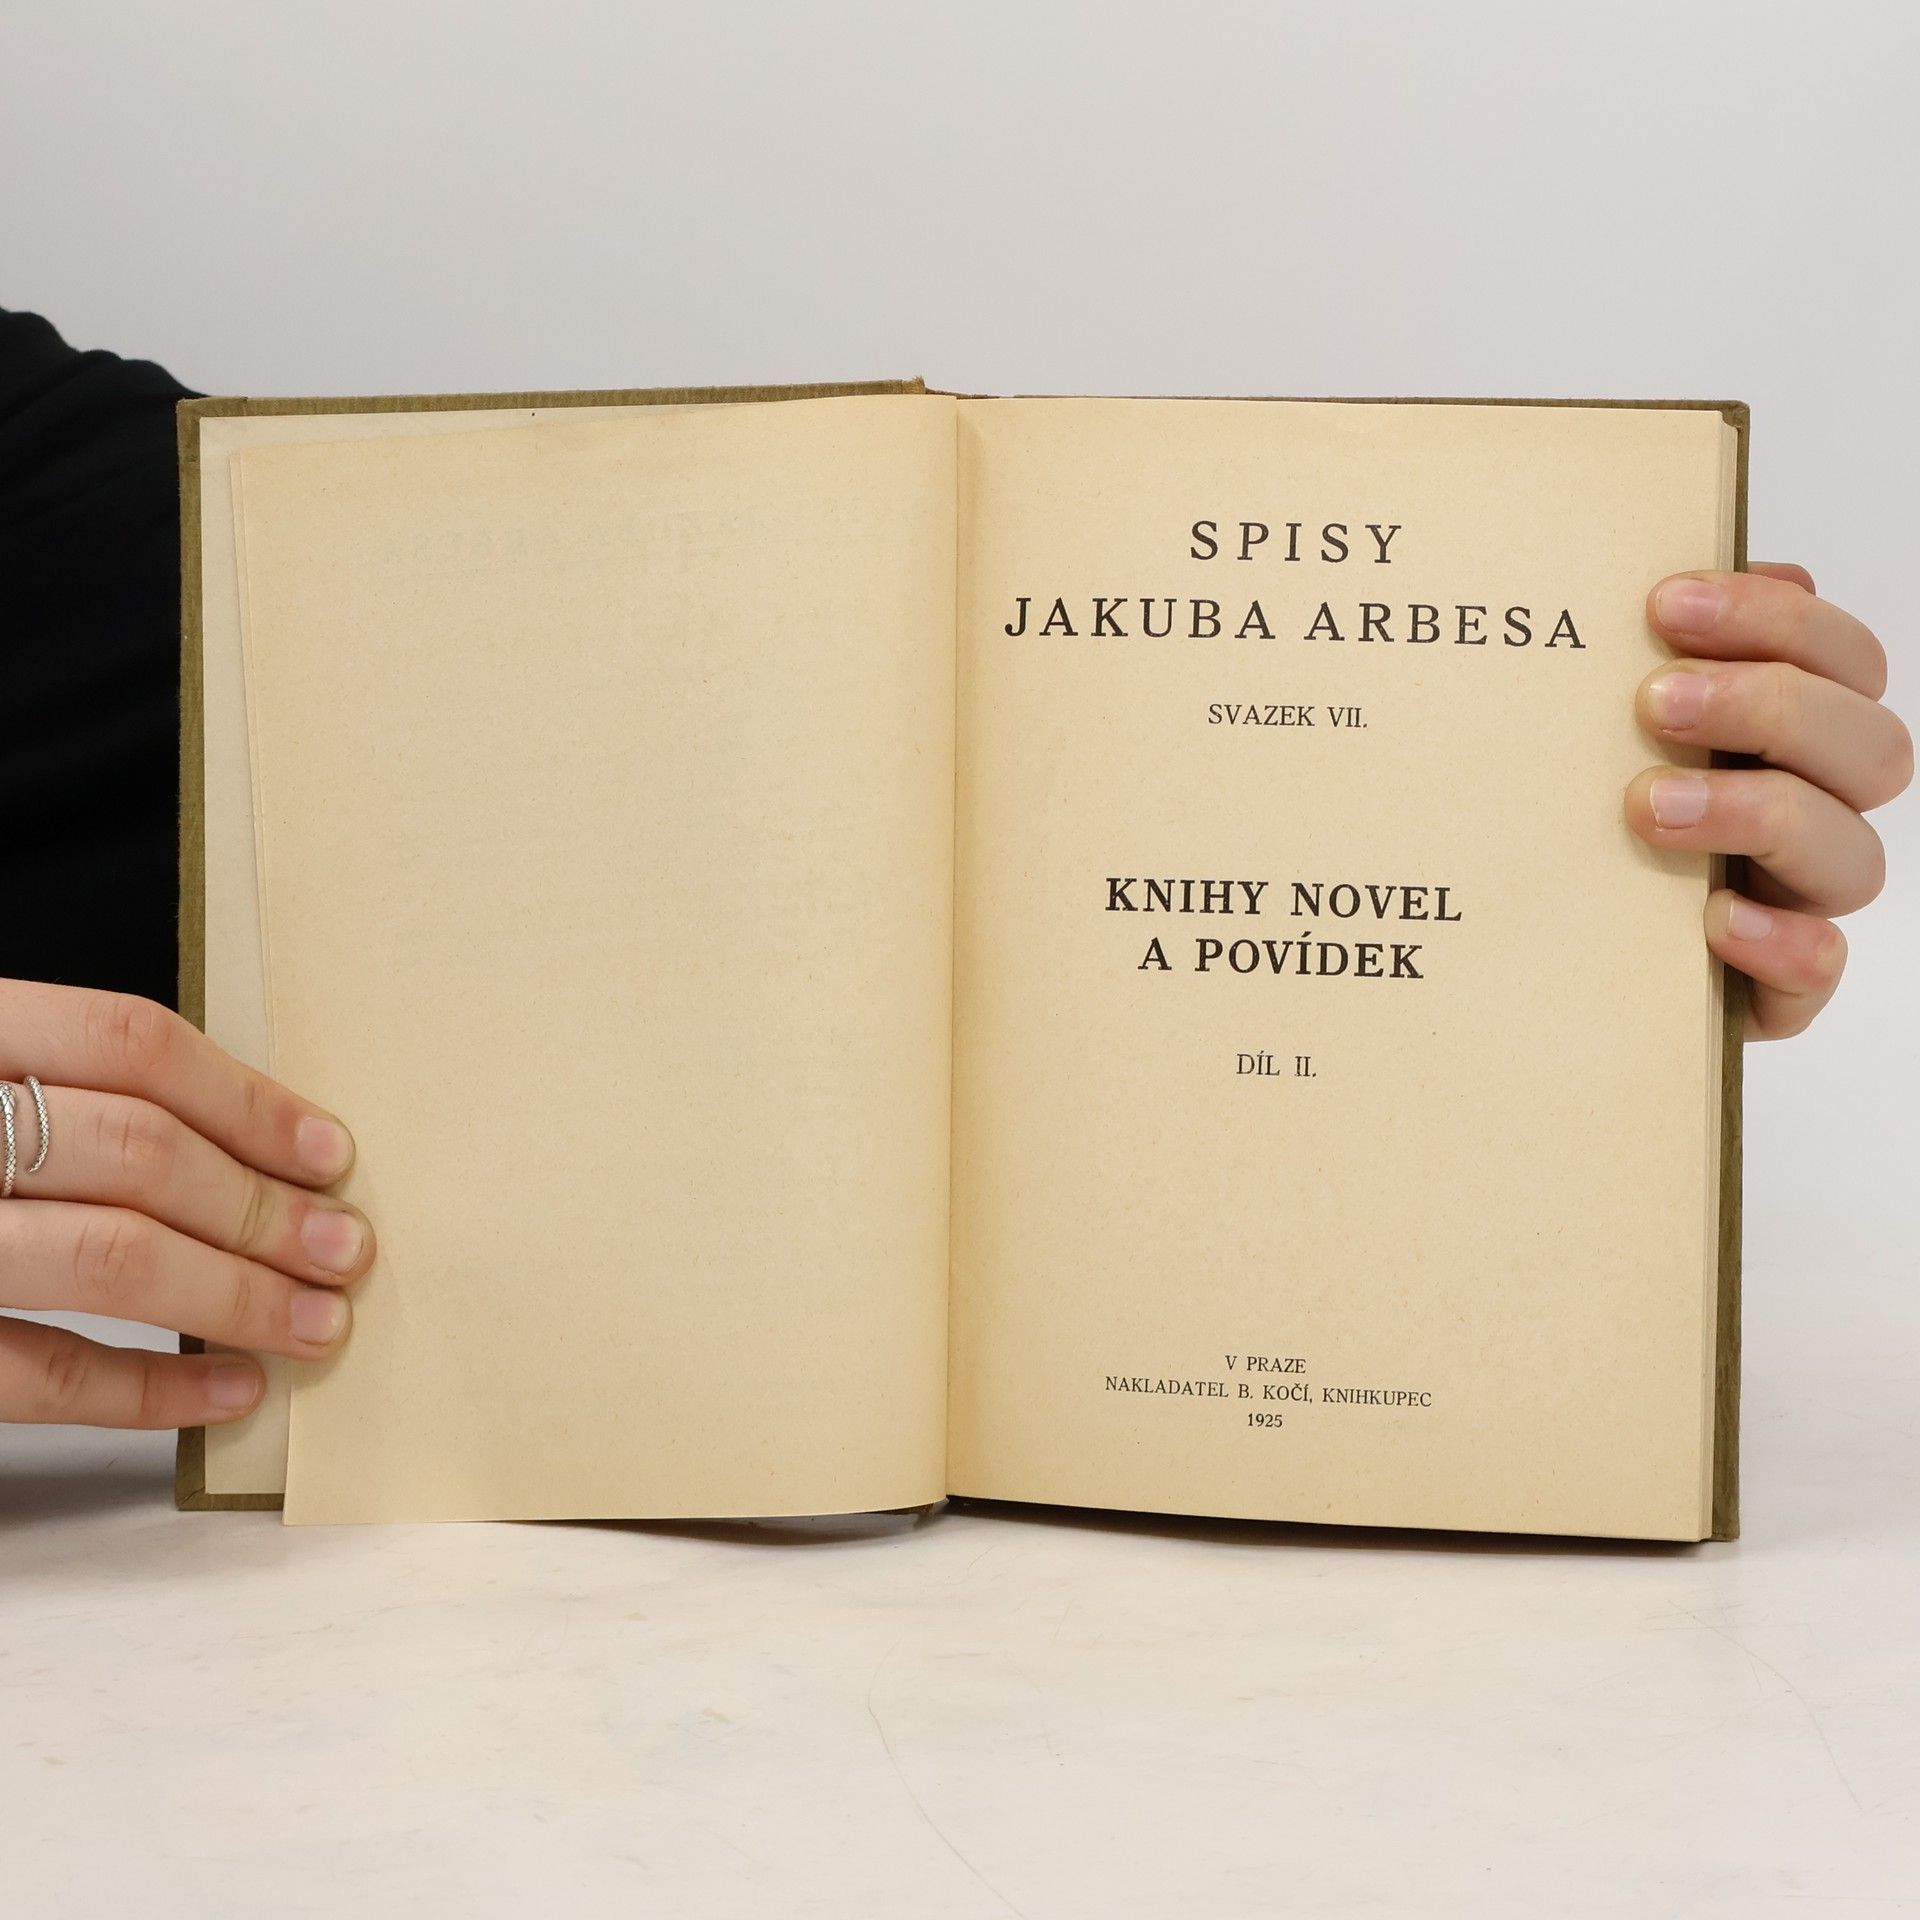 SPISY
JAKUBA ARBESA
SVAZEK VII.
KNIHY NOVEL
A POVÍDEK
DÍL II.
V PRAZE
NAKLADATEL B. KOČÍ, KNIHKUPEC
1925